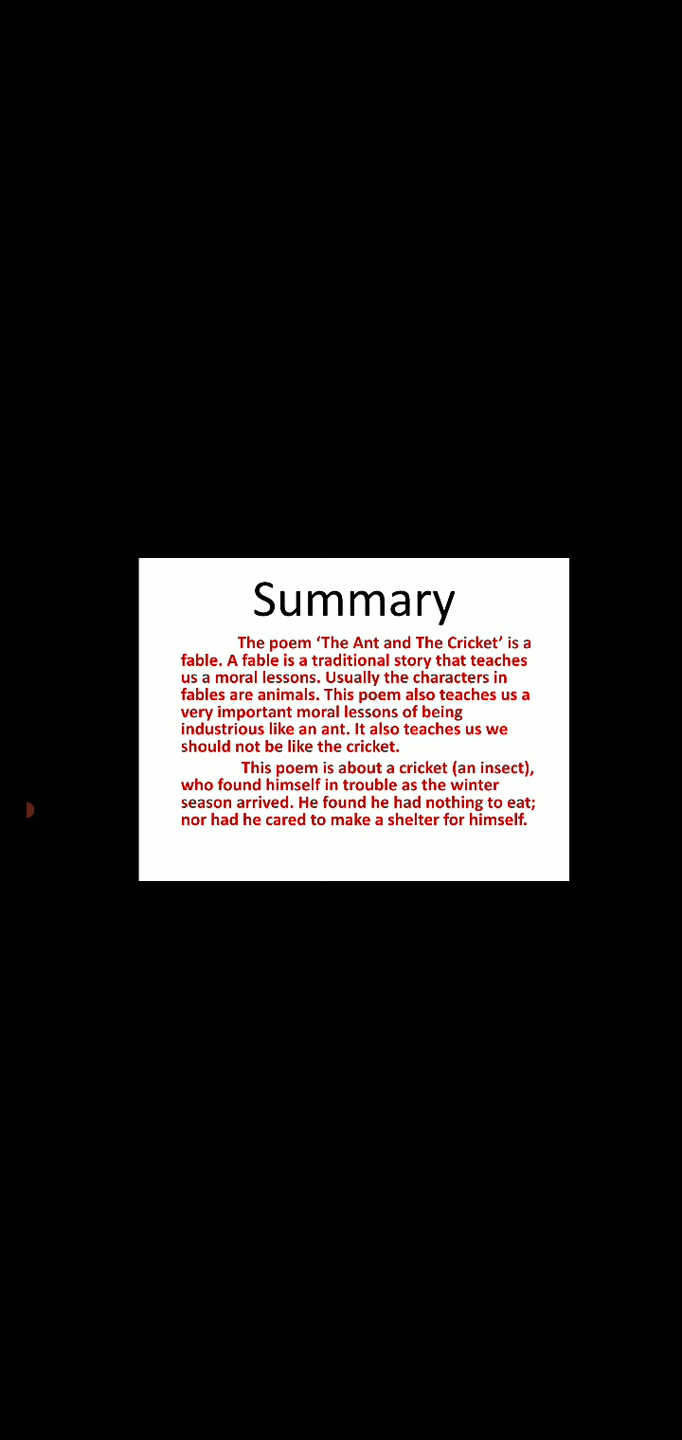 Summary
The poem ‘The Ant and The Cricket’ is a
fable. A fable is a traditional story that teaches
us a moral lessons. Usually the characters in
fables are animals. This poem also teaches us a
very important moral lessons of being
industrious like an ant. It also teaches us we
should not be like the cricket.
This poem is about a cricket (an insect),
who found himself in trouble as the winter
season arrived. He found he had nothing to eat;
nor had he cared to make a shelter for himself.